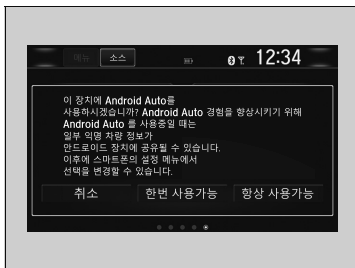 메뉴 소스 12:34
이 장치에 Android Auto를
사용하시겠습니까? Android Auto 경험을 향상시키기 위해
Android Auto 를 사용중일 때는
일부 익명 차량 정보가
안드로이드 장치에 공유될 수 있습니다.
이후에 스마트폰의 설정 메뉴에서
선택을 변경할 수 있습니다.
취소 한번 사용가능 항상 사용가능